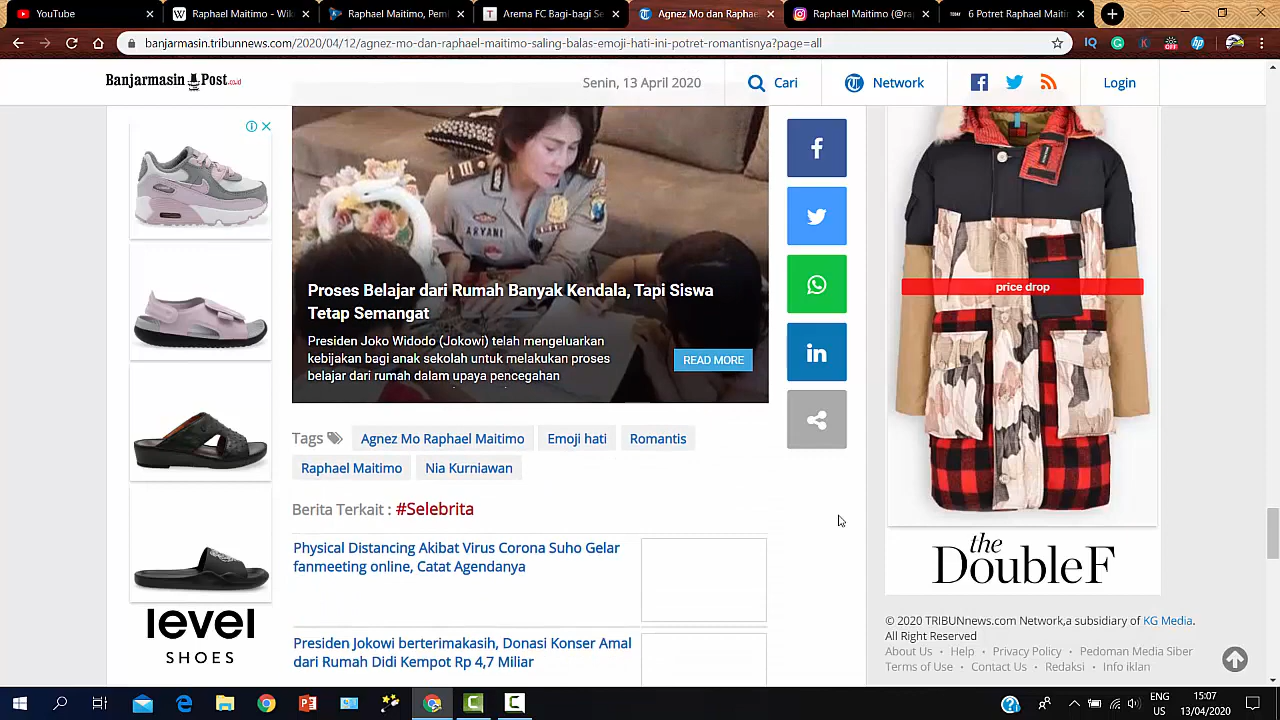 YouTube
Raphael Maitimo - Wik
Raphael Maitimo, Pem
Arema FC Bagi-bagi Se
Agnez Mo dan Raphae
Raphael Maitimo (@ra
6 Potret Raphael Maiti
banjarmasin.tribunnews.com/2020/04/12/agnez-mo-dan-raphael-maitimo-saling-balas-emoji-hati-ini-potret-romantisnya?page=all
Banjarmasin Post.co.id
Senin, 13 April 2020
Cari
Network
Login
ARYANI
Proses Belajar dari Rumah Banyak Kendala, Tapi Siswa
Tetap Semangat
Presiden Joko Widodo (Jokowi) telah mengeluarkan
kebijakan bagi anak sekolah untuk melakukan proses
belajar dari rumah dalam upaya pencegahan
READ MORE
price drop
Tags
Agnez Mo Raphael Maitimo
Emoji hati
Romantis
Raphael Maitimo
Nia Kurniawan
Berita Terkait : #Selebrita
Physical Distancing Akibat Virus Corona Suho Gelar
fanmeeting online, Catat Agendanya
Presiden Jokowi berterimakasih, Donasi Konser Amal
dari Rumah Didi Kempot Rp 4,7 Miliar
level
SHOES
the
DoubleF
© 2020 TRIBUNnews.com Network,a subsidiary of KG Media.
All Right Reserved
About Us Help Privacy Policy Pedoman Media Siber
Terms of Use Contact Us Redaksi Info iklan
ENG
US
15:07
13/04/2020